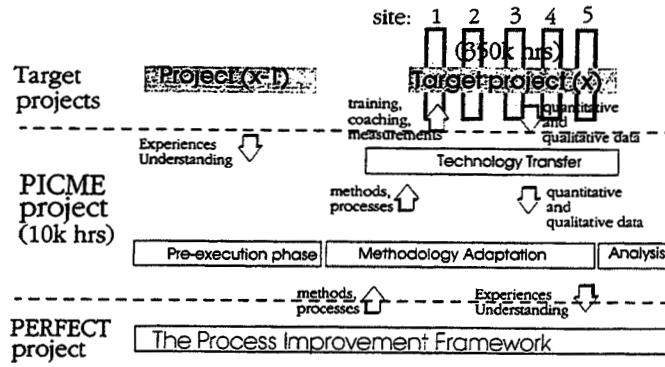 site: 1 2 3 4 5
(350k hrs)
Target projects
Project (x-1)
Target project (x)
training, coaching, measurements
quantitative and qualitative data
Experiences Understanding
Technology Transfer
PICME project (10k hrs)
methods, processes
quantitative and qualitative data
Pre-execution phase
Methodology Adaptation
Analysis
methods, processes
Experiences Understanding
PERFECT project
The Process Improvement Framework